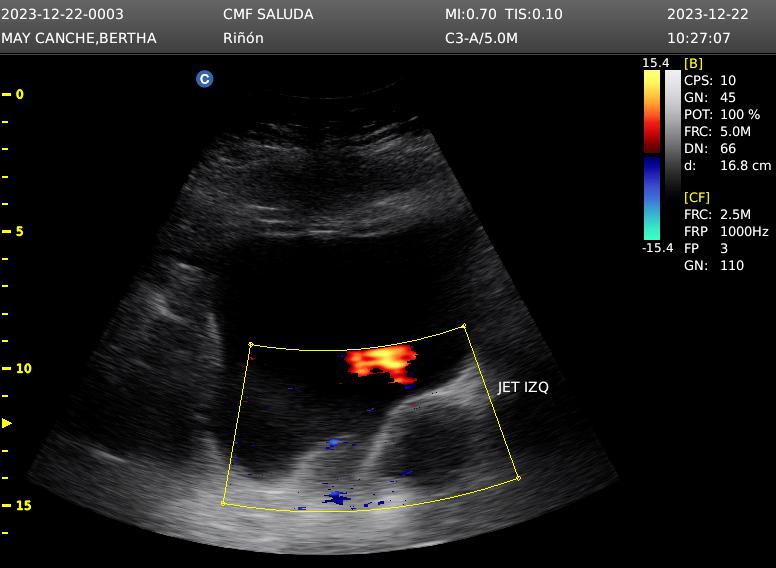 2023-12-22-0003 CMF SALUDA MI:0.70 TIS:0.10 2023-12-22
MAY CANCHE,BERTHA Riñón C3-A/5.0M 10:27:07
C
15.4 [B]
CPS: 10
GN: 45
POT: 100 %
FRC: 5.0M
DN: 66
d: 16.8 cm
[CF]
FRC: 2.5M
FRP 1000Hz
FP 3
GN: 110
-15.4
0
5
10
15
JET IZQ